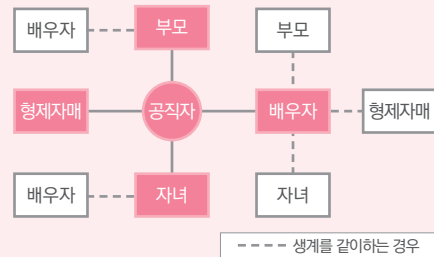 배우자 부모 부모
형제자매 공직자 배우자 형제자매
배우자 자녀 자녀
생계를 같이하는 경우